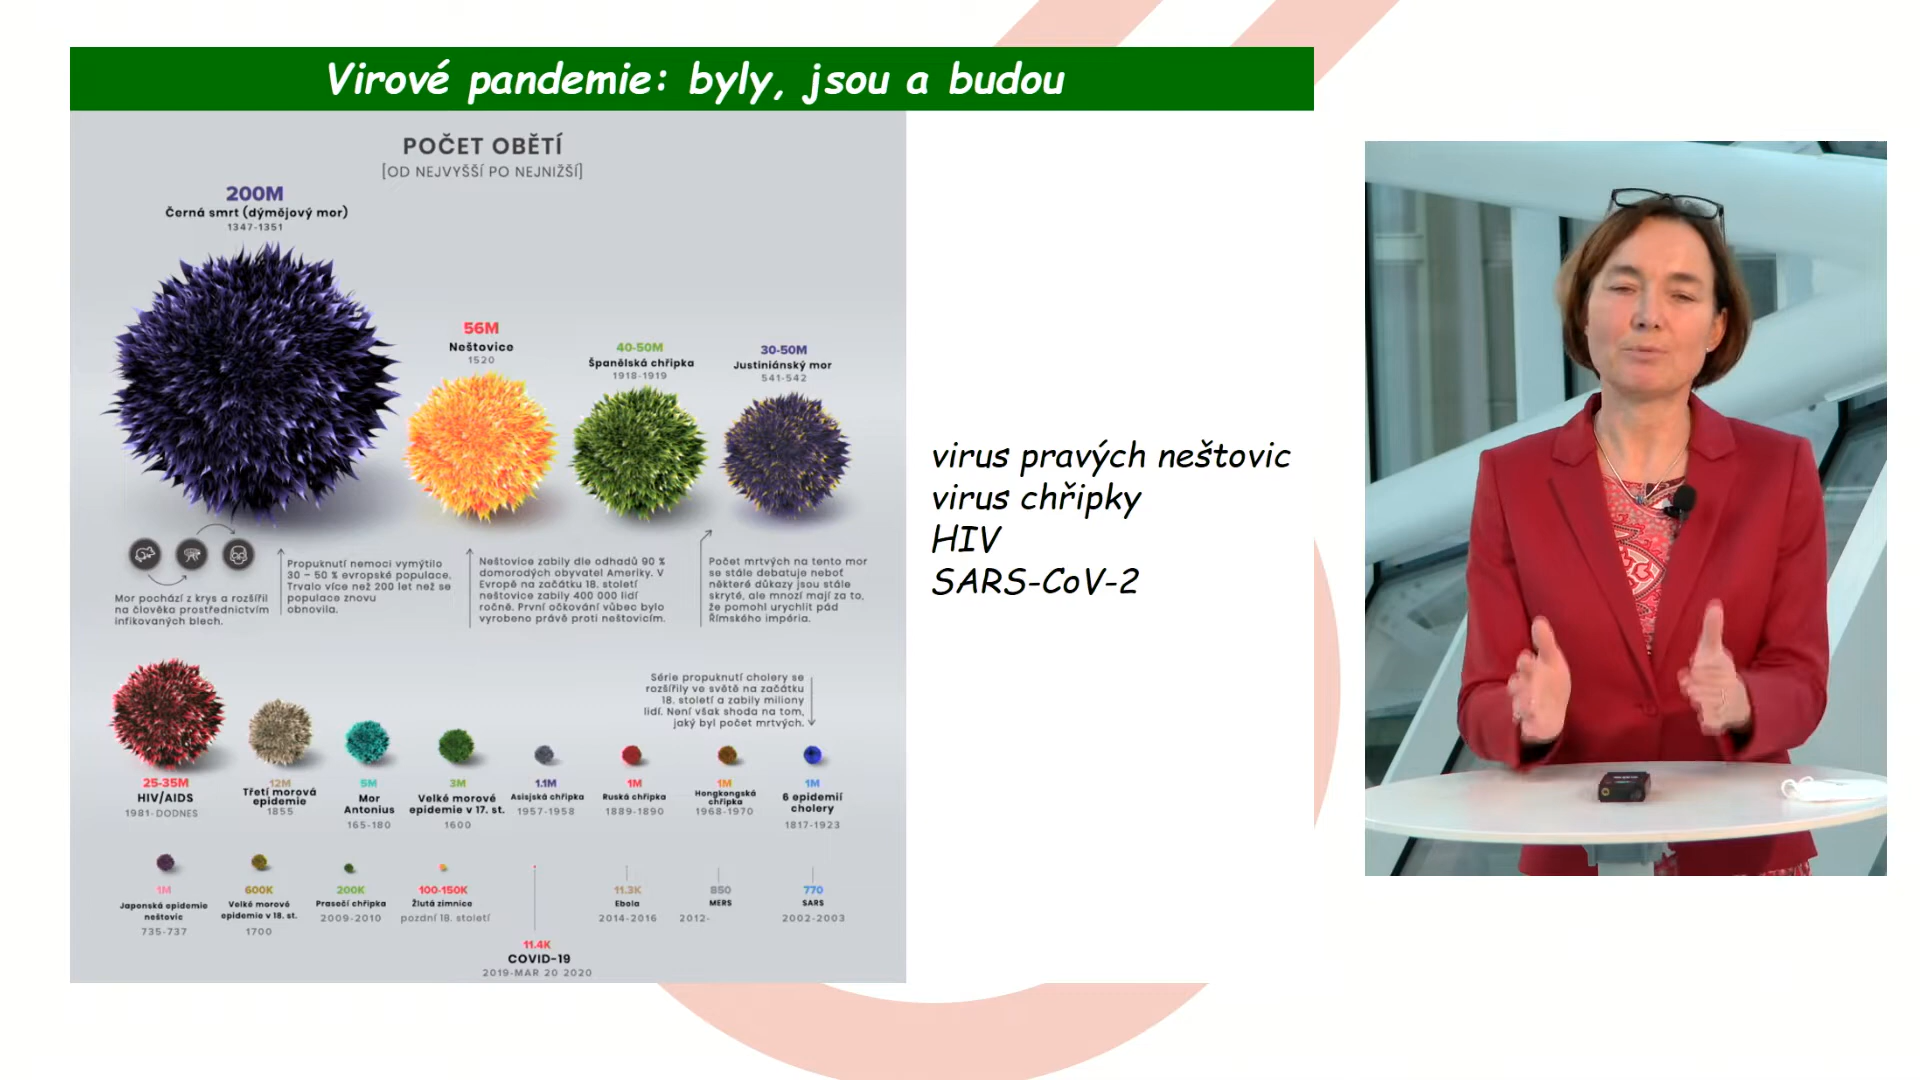 Virové pandemie: byly, jsou a budou
POČET OBĚTÍ
[OD NEJVYŠŠÍ PO NEJNIŽŠÍ]
200M
Černá smrt (dýmějový mor)
1347-1351
56M
Neštovice
1520
40-50M
Španělská chřipka
1918-1919
30-50M
Justiniánský mor
541-542
Mor pochází z krys a rozšířil
na člověka prostřednictvím
infikovaných blech.
Propuknutí nemoci vymýtilo
30 – 50 % evropské populace.
Trvalo více než 200 let než se
populace znovu
obnovila.
Neštovice zabily dle odhadů 90 %
domorodých obyvatel Ameriky. V
Evropě na začátku 18. století
neštovice zabily 400 000 lidí
ročně. První očkování vůbec bylo
vyrobeno právě proti neštovicím.
Počet mrtvých na tento mor
se stále debatuje neboť
některé důkazy jsou stále
skryté, ale mnozí mají za to,
že pomohl urychlit pád
Římského impéria.
virus pravých neštovic
virus chřipky
HIV
SARS-CoV-2
Série propuknutí cholery se
rozšířily ve světě na začátku
18. století a zabily miliony
lidí. Není však shoda na tom,
jaký byl počet mrtvých.
25-35M
HIV/AIDS
1981-DODNES
12M
Třetí morová
epidemie
1855
5M
Mor
Antonius
165-180
3M
Velké morové
epidemie v 17. st.
1600
1.1M
Asijská chřipka
1957-1958
1M
Ruská chřipka
1889-1890
1M
Hongkongská
chřipka
1968-1970
1M
6 epidemií
cholery
1817-1923
1M
Japonská epidemie
neštovic
735-737
600K
Velké morové
epidemie v 18. st.
1700
200K
Prasečí chřipka
2009-2010
100-150K
Žlutá zimnice
pozdní 18. století
11.4K
COVID-19
2019-MAR 20 2020
11.3K
Ebola
2014-2016
850
MERS
2012-
770
SARS
2002-2003